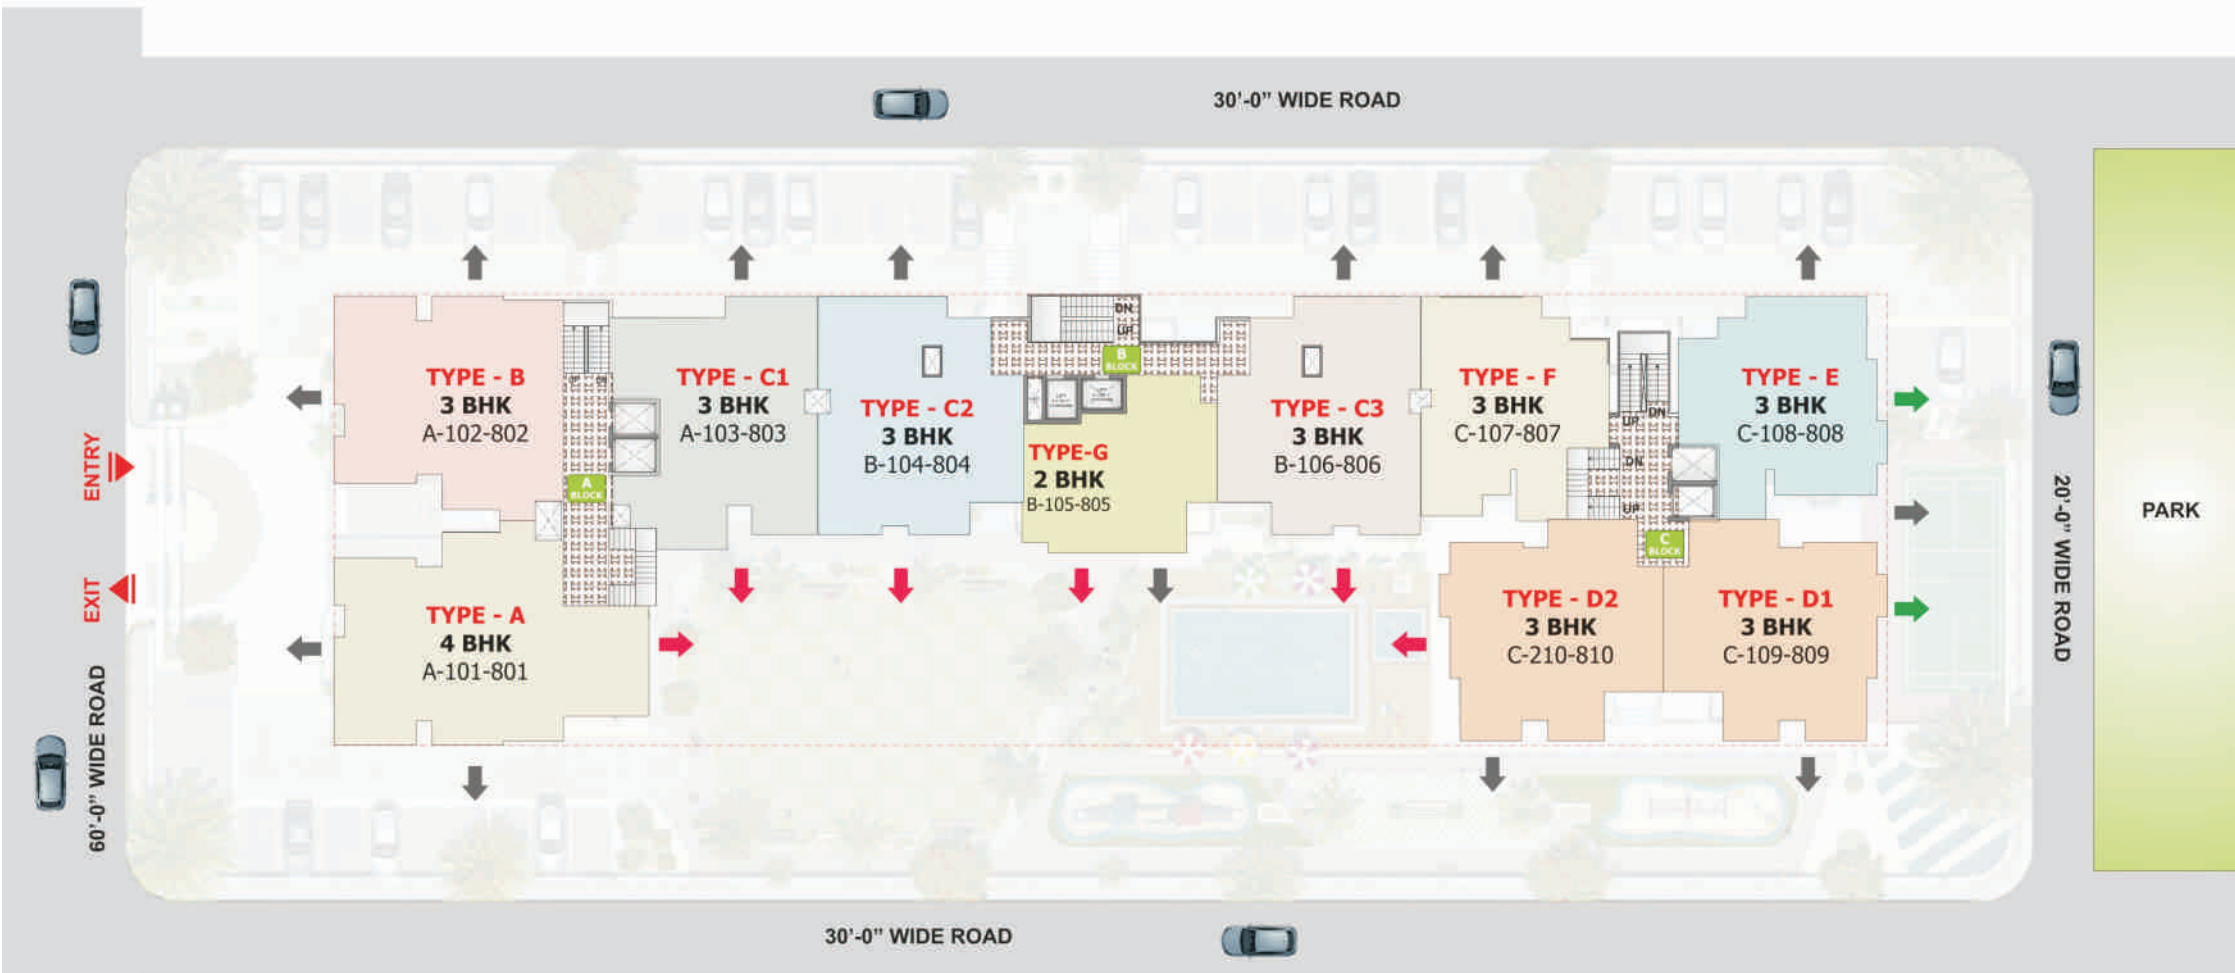 30'-0" WIDE ROAD
TYPE - B
3 BHK
A-102-802
UP
DN
A
BLOCK
TYPE - C1
3 BHK
A-103-803
TYPE - C2
3 BHK
B-104-804
DN
UP
B
BLOCK
TYPE-G
2 BHK
B-105-805
TYPE - C3
3 BHK
B-106-806
TYPE - F
3 BHK
C-107-807
UP
DN
DN
UP
C
BLOCK
TYPE - E
3 BHK
C-108-808
ENTRY
EXIT
60'-0" WIDE ROAD
TYPE - A
4 BHK
A-101-801
TYPE - D2
3 BHK
C-210-810
TYPE - D1
3 BHK
C-109-809
20'-0" WIDE ROAD
PARK
30'-0" WIDE ROAD